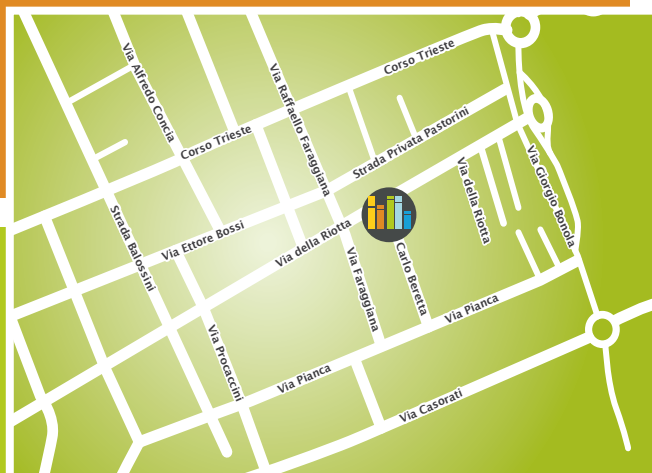 Corso Trieste
Via Alfredo Concia
Via Raffaello Faraggiana
Corso Trieste
Strada Privata Pastorini
Via Giorgio Bonola
Via della Riotta
Strada Balossini
Via Ettore Bossi
Via della Riotta
Carlo Beretta
Via Faraggiana
Via Pianca
Via Procaccini
Via Pianca
Via Casorati